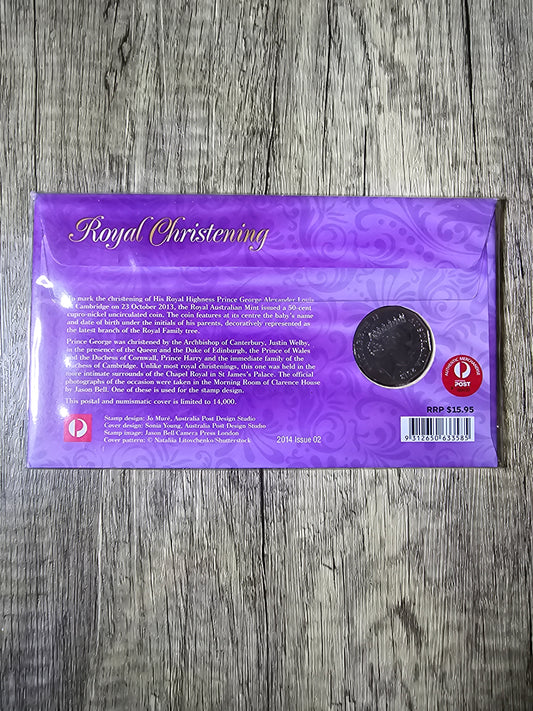 Royal Christening
To mark the christening of His Royal Highness Prince George Alexander Louis
of Cambridge on 23 October 2013, the Royal Australian Mint issued a 50-cent
cupro-nickel uncirculated coin. The coin features at its centre the baby's name
and date of birth under the initials of his parents, decoratively represented as
the latest branch of the Royal Family tree.
Prince George was christened by the Archbishop of Canterbury, Justin Welby,
in the presence of the Queen and the Duke of Edinburgh, the Prince of Wales
and the Duchess of Cornwall, Prince Harry and the immediate family of the
Duchess of Cambridge. Unlike most royal christenings, this one was held in the
more intimate surrounds of the Chapel Royal in St James's Palace. The official
photographs of the occasion were taken in the Morning Room of Clarence House
by Jason Bell. One of these is used for the stamp design.
This postal and numismatic cover is limited to 14,000.
Stamp design: Jo Muré, Australia Post Design Studio
Cover design: Sonia Young, Australia Post Design Studio
Stamp image: Jason Bell Camera Press London
Cover pattern: © Nataliia Litovchenko/Shutterstock
2014 Issue 02
AUTHENTIC MERCHANDISE
POST
RRP $15.95
9 312650 633585